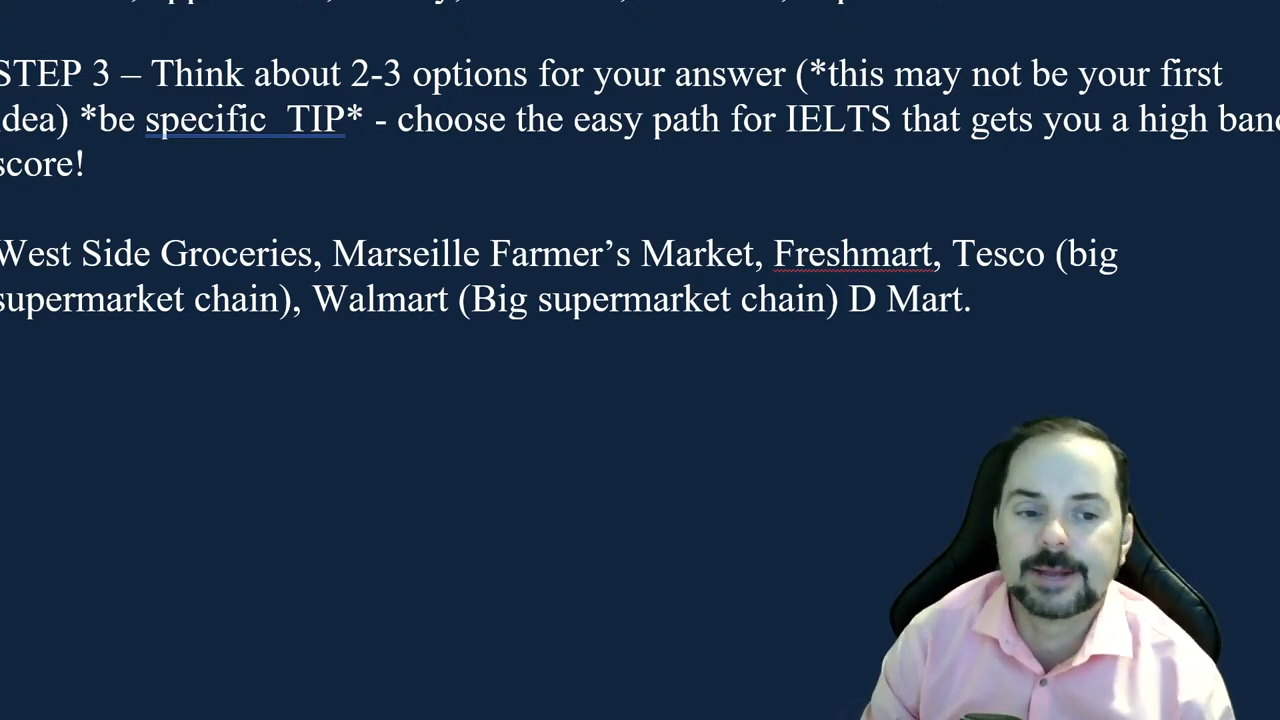 STEP 3 – Think about 2-3 options for your answer (*this may not be your first
idea) *be specific  TIP* - choose the easy path for IELTS that gets you a high band
score!
West Side Groceries, Marseille Farmer’s Market, Freshmart, Tesco (big
supermarket chain), Walmart (Big supermarket chain) D Mart.